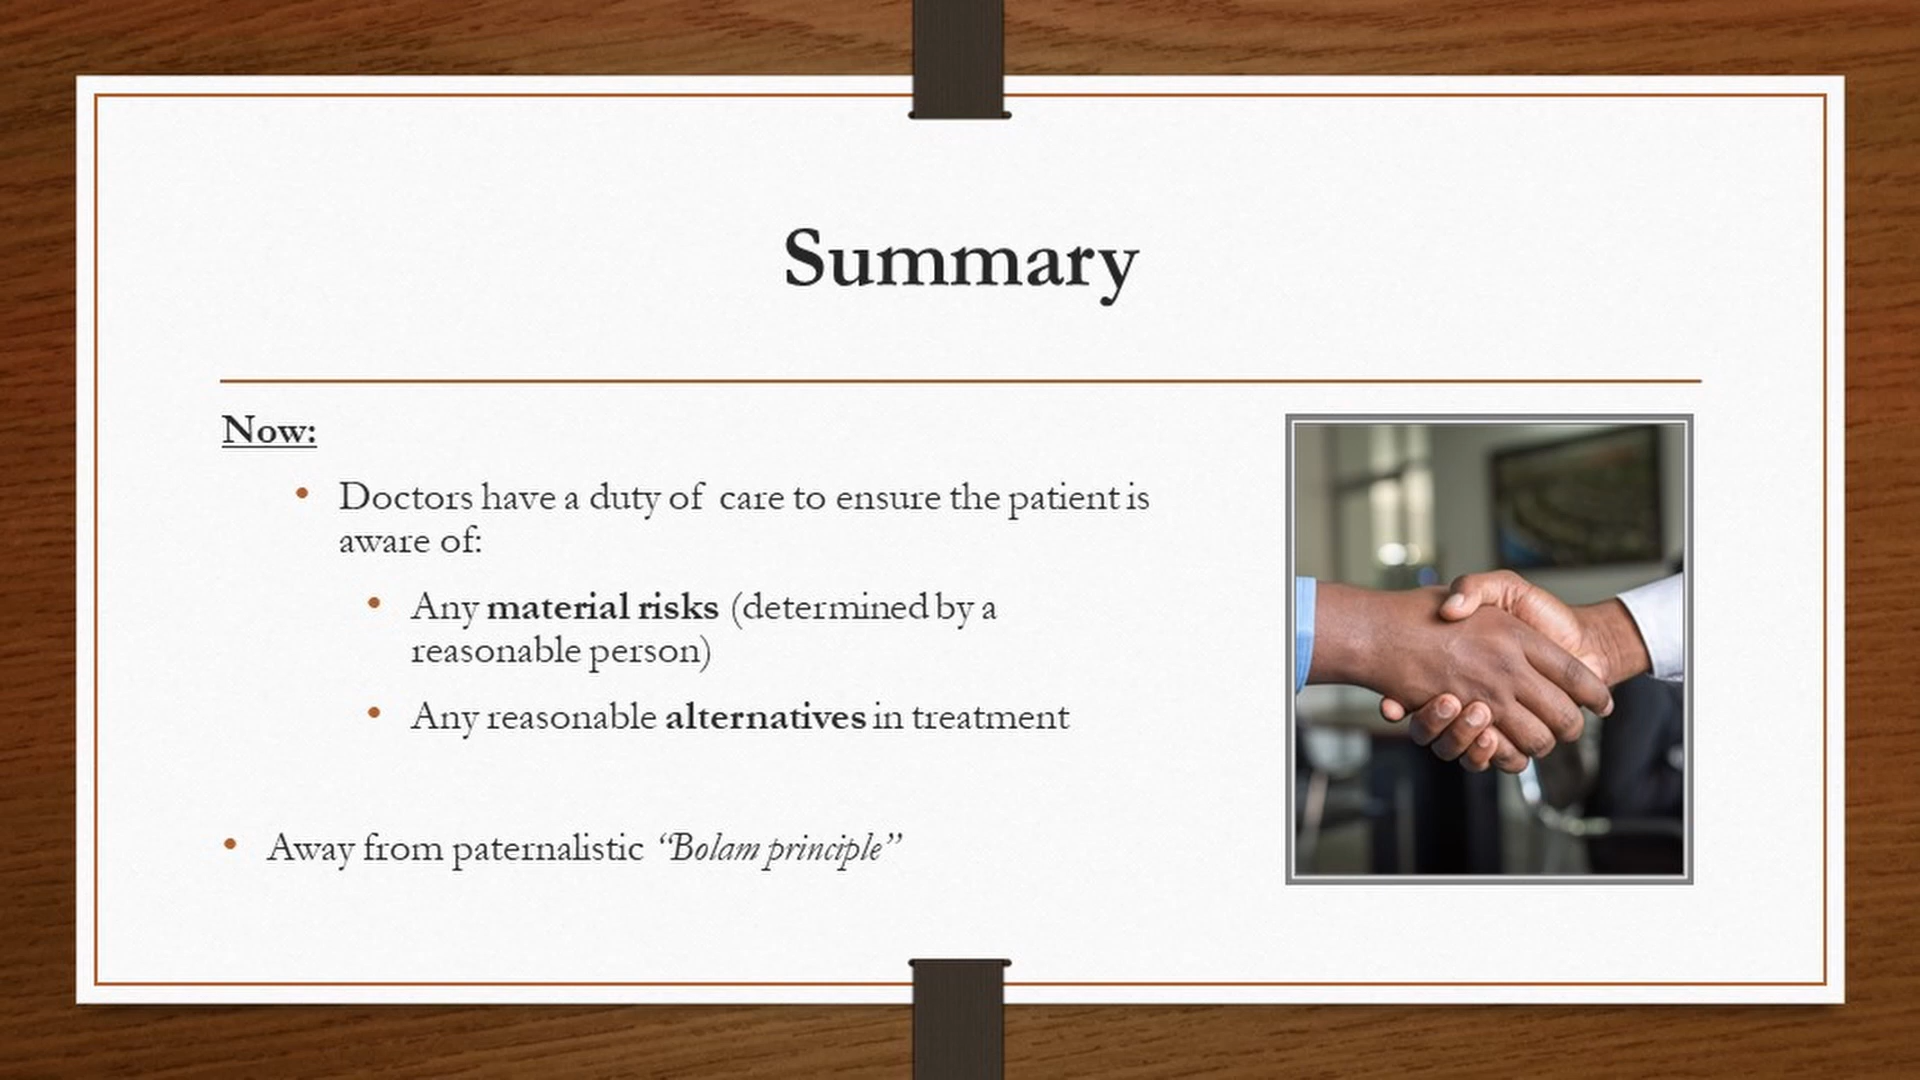 Summary
Now:
• Doctors have a duty of care to ensure the patient is
aware of:
• Any material risks (determined by a
reasonable person)
• Any reasonable alternatives in treatment
• Away from paternalistic “Bolam principle”